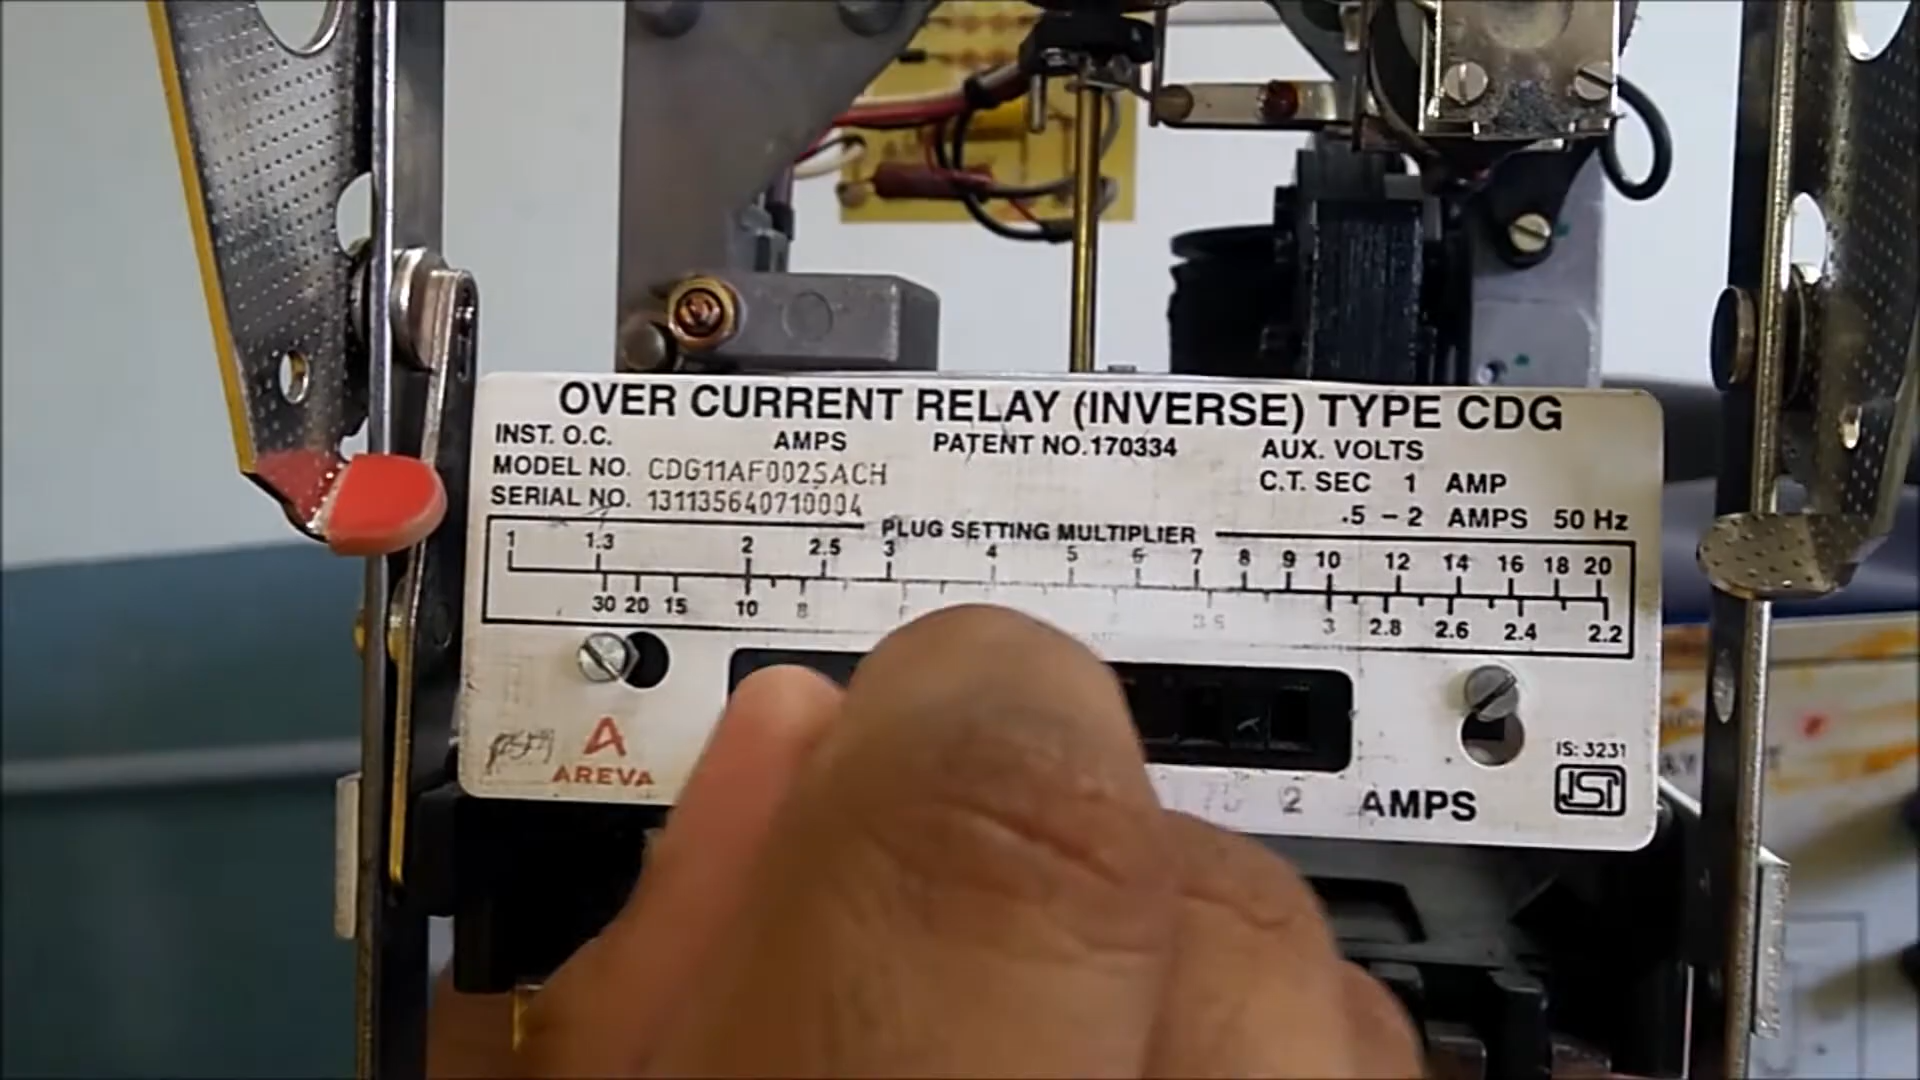 OVER CURRENT RELAY (INVERSE) TYPE CDG
INST. O.C. AMPS PATENT NO.170334 AUX. VOLTS
MODEL NO. CDG11AF002SACH C.T. SEC 1 AMP
SERIAL NO. 131135640710004 .5 - 2 AMPS 50 Hz
PLUG SETTING MULTIPLIER
1 1.3 2 2.5 3 4 5 6 7 8 9 10 12 14 16 18 20
30 20 15 10 8 3.5 3 2.8 2.6 2.4 2.2
AREVA
IS: 3231
ISI
2 AMPS